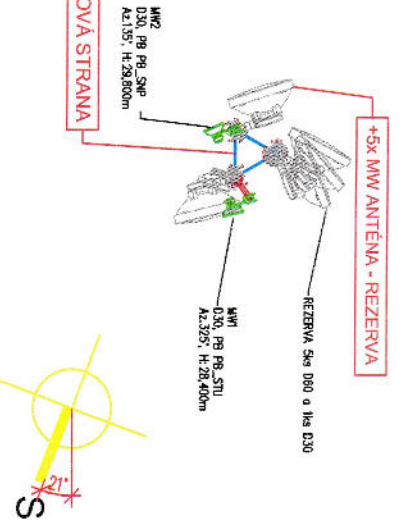 +5x MW ANTÉNA - REZERVA
REZERVA 5ks D80 a 1ks D30
MW1
D30, PB PB_STU
Az.325°, H: 28,400m
MW2
D30, PB PB_SNP
Az.135°, H: 29,800m
OVÁ STRANA
21°
S